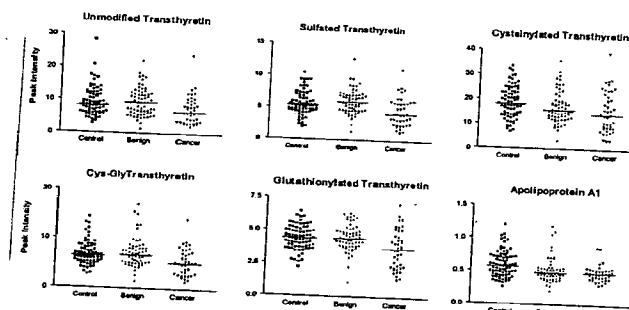 Unmodified Transthyretin
Peak Intensity
30
20
10
0
Control Benign Cancer
Sulfated Transthyretin
15
10
5
0
Control Benign Cancer
Cysteinylated Transthyretin
40
30
20
10
0
Control Benign Cancer
Cys-GlyTransthyretin
Peak Intensity
20
10
0
Control Benign Cancer
Glutathionylated Transthyretin
7.5
5.0
2.5
0.0
Control Benign Cancer
Apolipoprotein A1
1.5
1.0
0.5
0.0